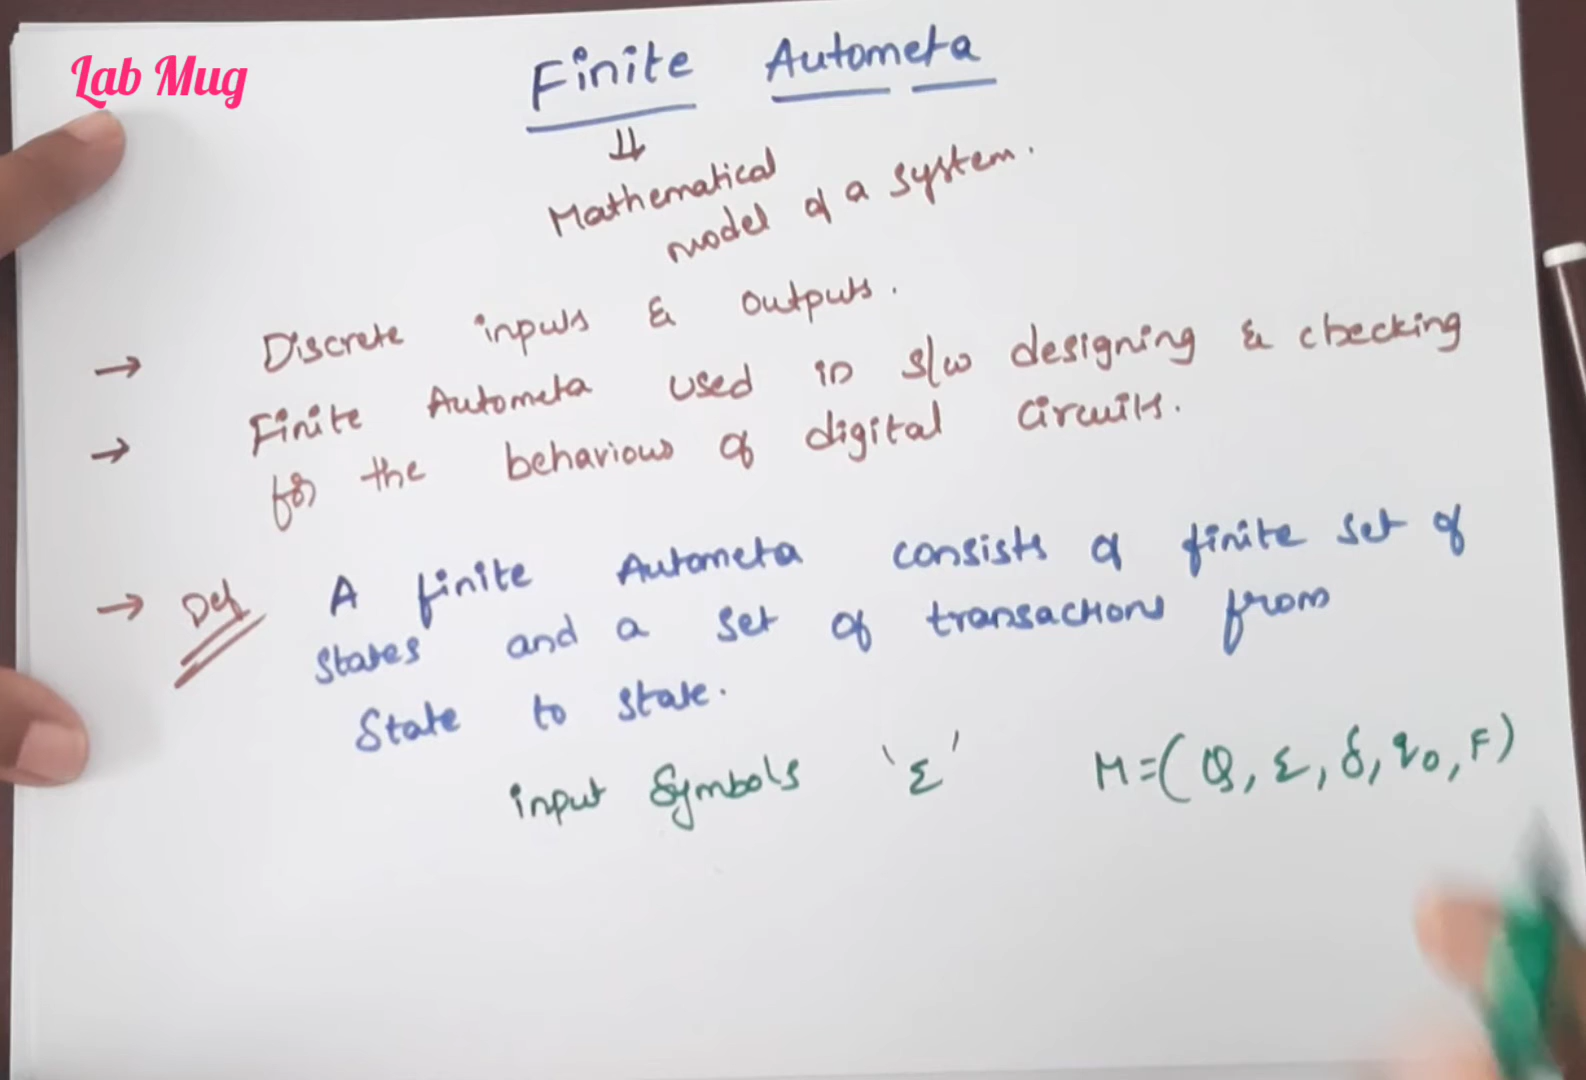 Lab Mug
Finite Autometa
⇓
Mathematical
model of a system.
→ Discrete inputs & outputs.
→ Finite Autometa used in s/w designing & checking
for the behaviour of digital circuits.
→ Def A finite Autometa consists of finite set of
states and a set of transactions from
State to state.
input Symbols 'Σ' M=(Q, Σ, δ, q0, F)